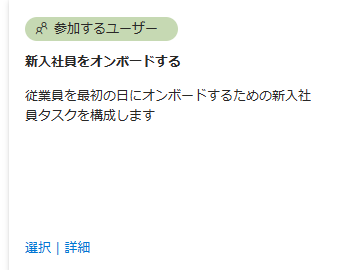 参加するユーザー
新入社員をオンボードする
従業員を最初の日にオンボードするための新入社
員タスクを構成します
選択 | 詳細